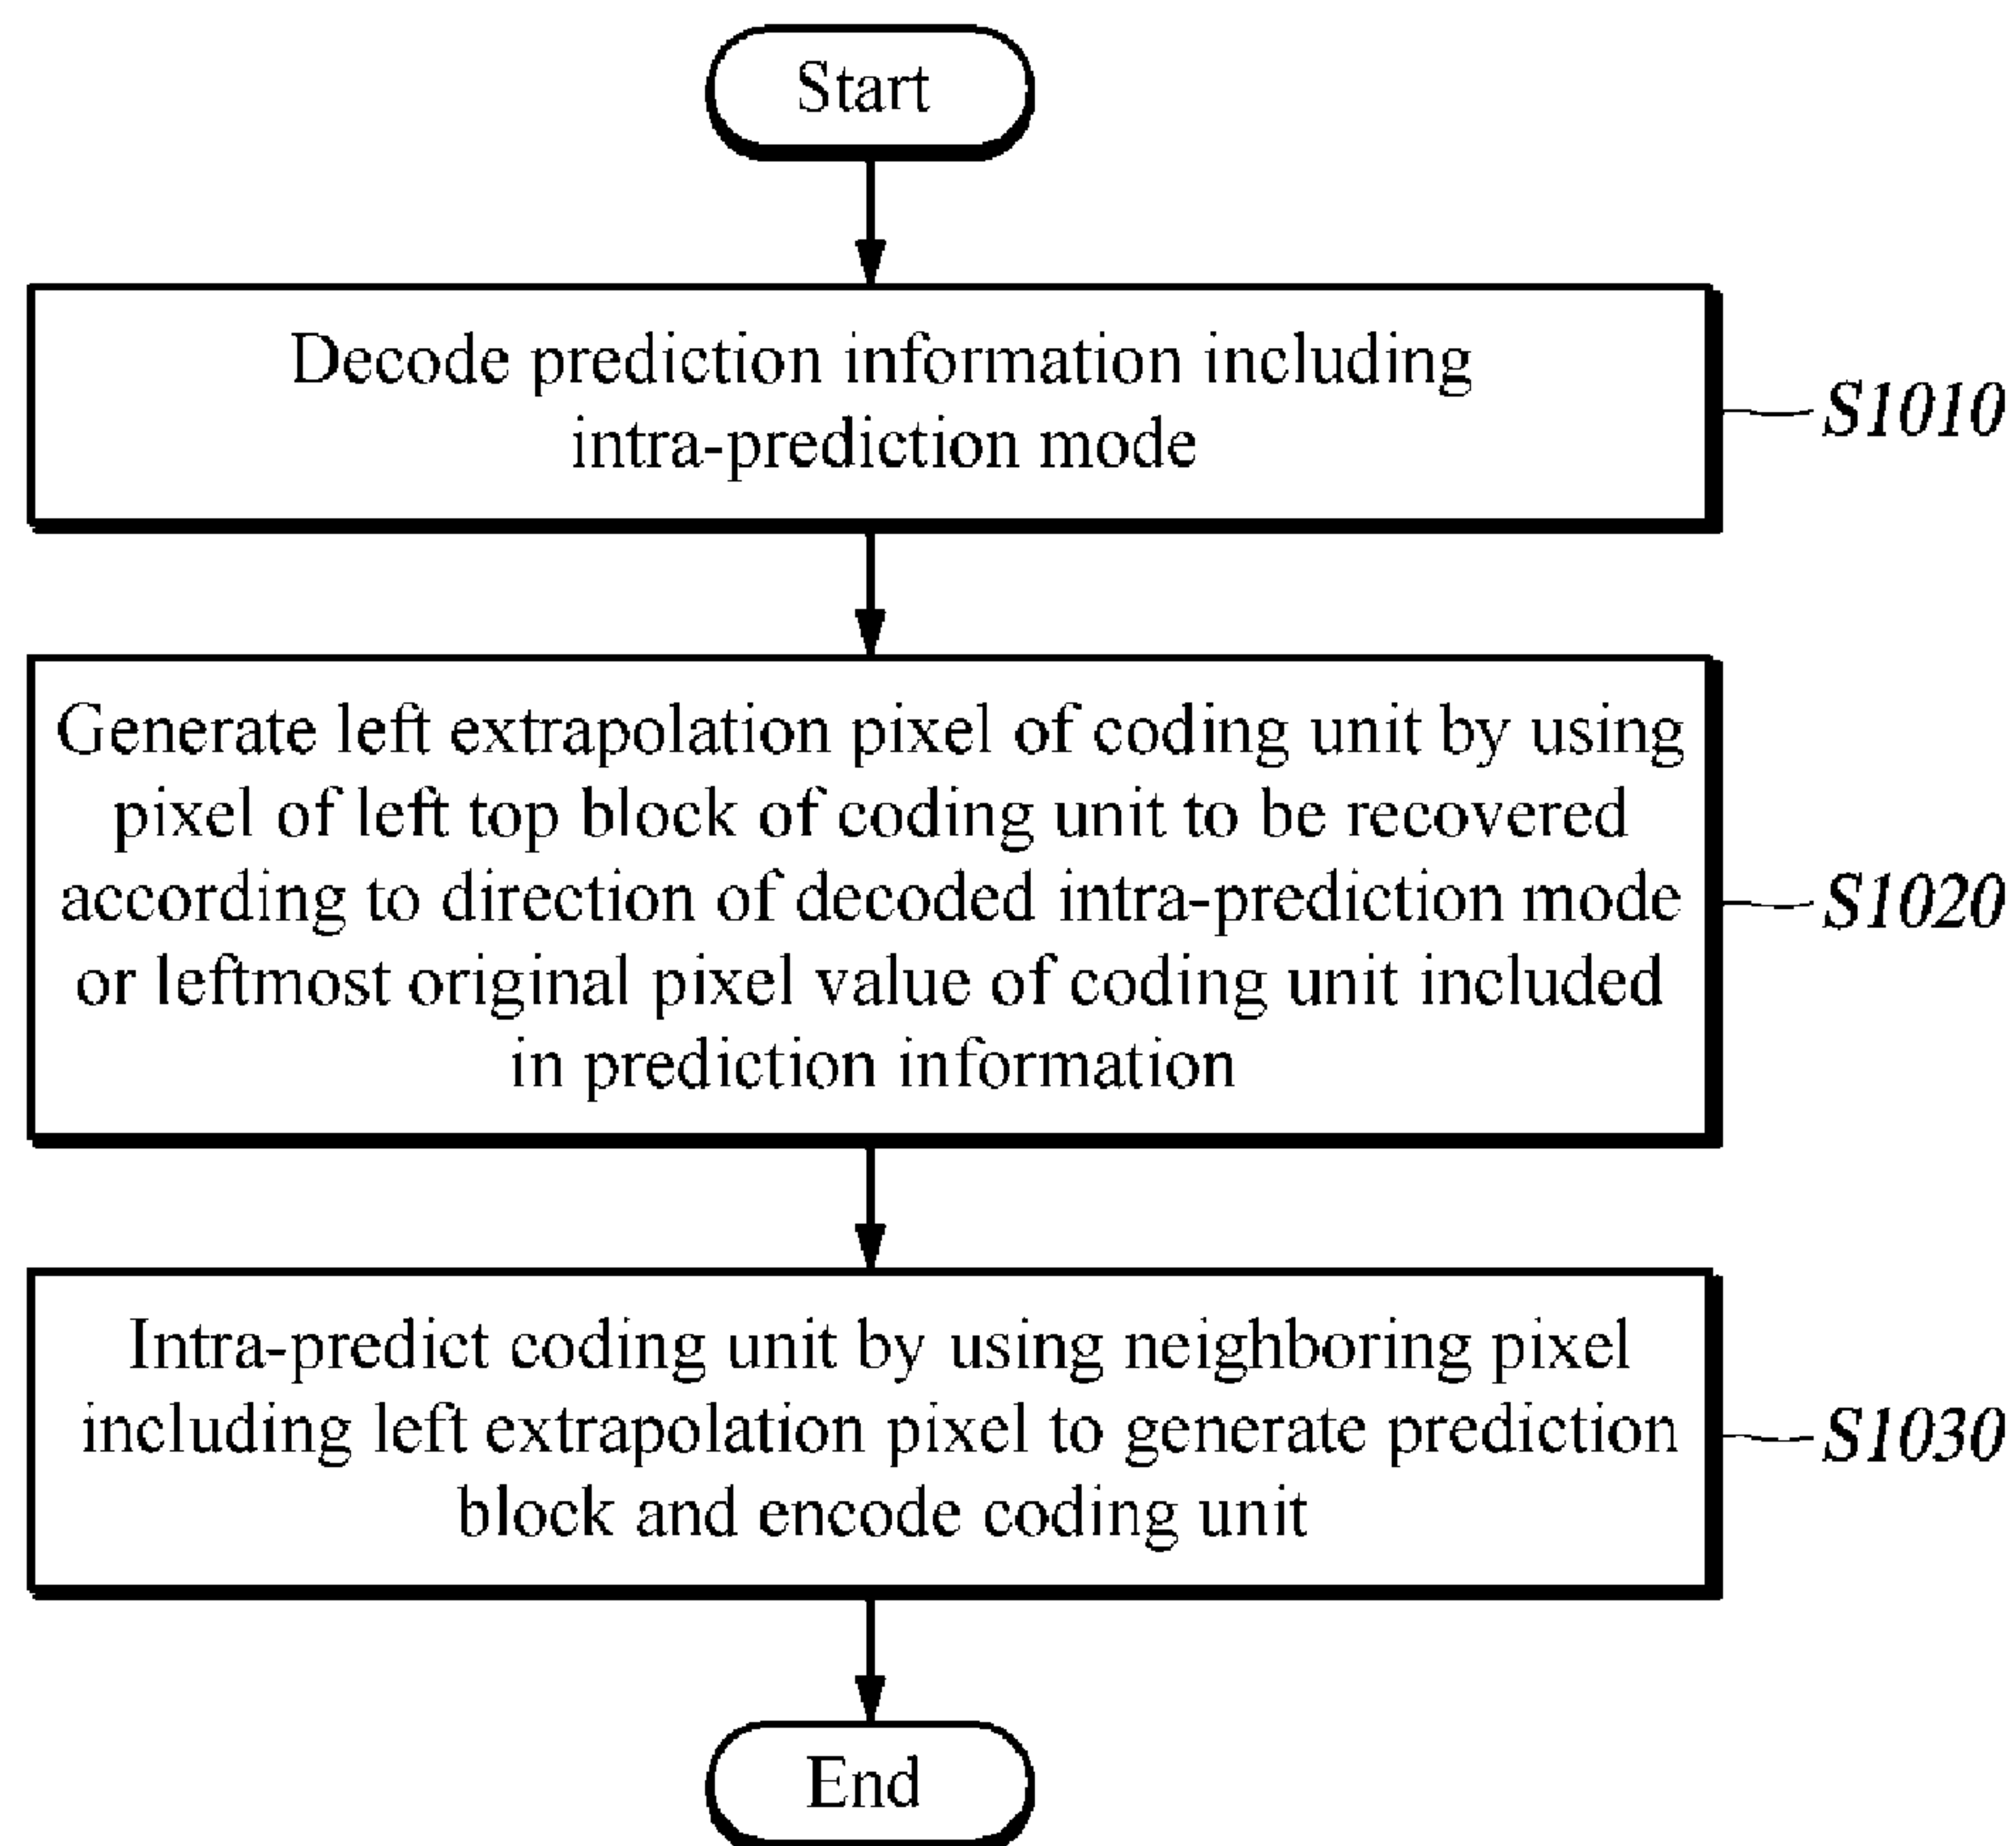 Start
Decode prediction information including
intra-prediction mode
S1010
Generate left extrapolation pixel of coding unit by using
pixel of left top block of coding unit to be recovered
according to direction of decoded intra-prediction mode
or leftmost original pixel value of coding unit included
in prediction information
S1020
Intra-predict coding unit by using neighboring pixel
including left extrapolation pixel to generate prediction
block and encode coding unit
S1030
End